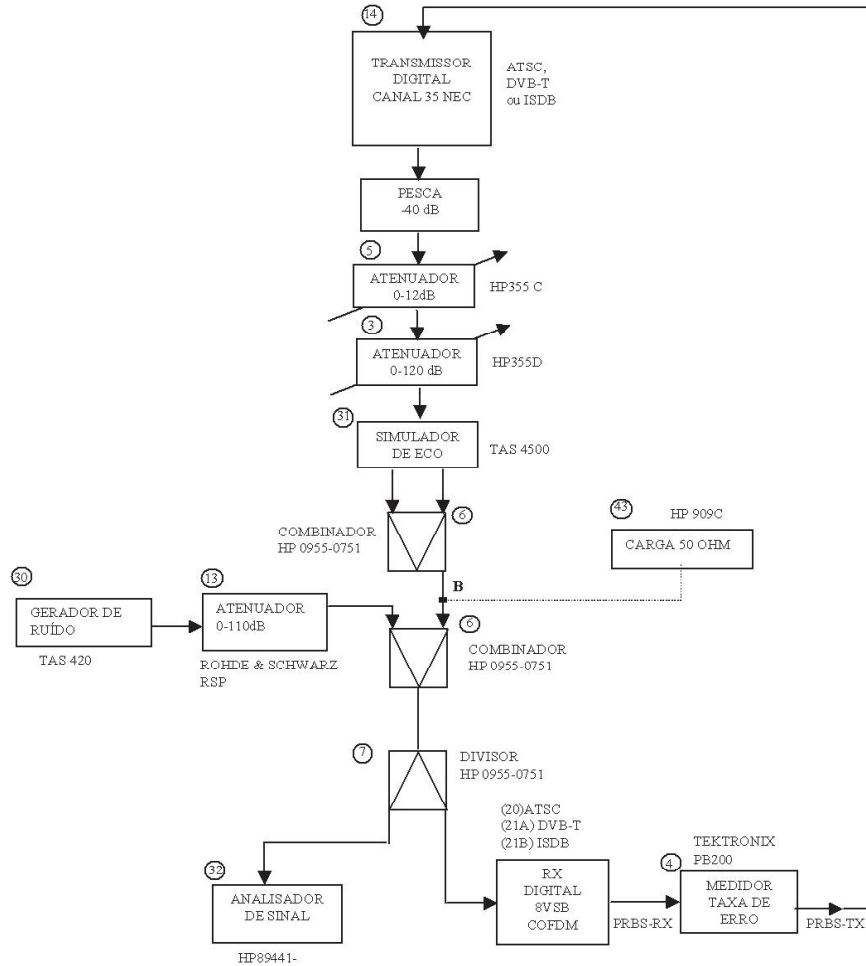 14
TRANSMISSOR
DIGITAL
CANAL 35 NEC
ATSC,
DVB-T
ou ISDB
PESCA
-40 dB
5
ATENUADOR
0-12dB
HP355 C
3
ATENUADOR
0-120 dB
HP355D
31
SIMULADOR
DE ECO
TAS 4500
6
COMBINADOR
HP 0955-0751
43
HP 909C
CARGA 50 OHM
B
30
GERADOR DE
RUÍDO
TAS 420
13
ATENUADOR
0-110dB
ROHDE & SCHWARZ
RSP
6
COMBINADOR
HP 0955-0751
7
DIVISOR
HP 0955-0751
32
ANALISADOR
DE SINAL
HP89441-
(20)ATSC
(21A) DVB-T
(21B) ISDB
RX
DIGITAL
8VSB
COFDM
PRBS-RX
4
TEKTRONIX
PB200
MEDIDOR
TAXA DE
ERRO
PRBS-TX